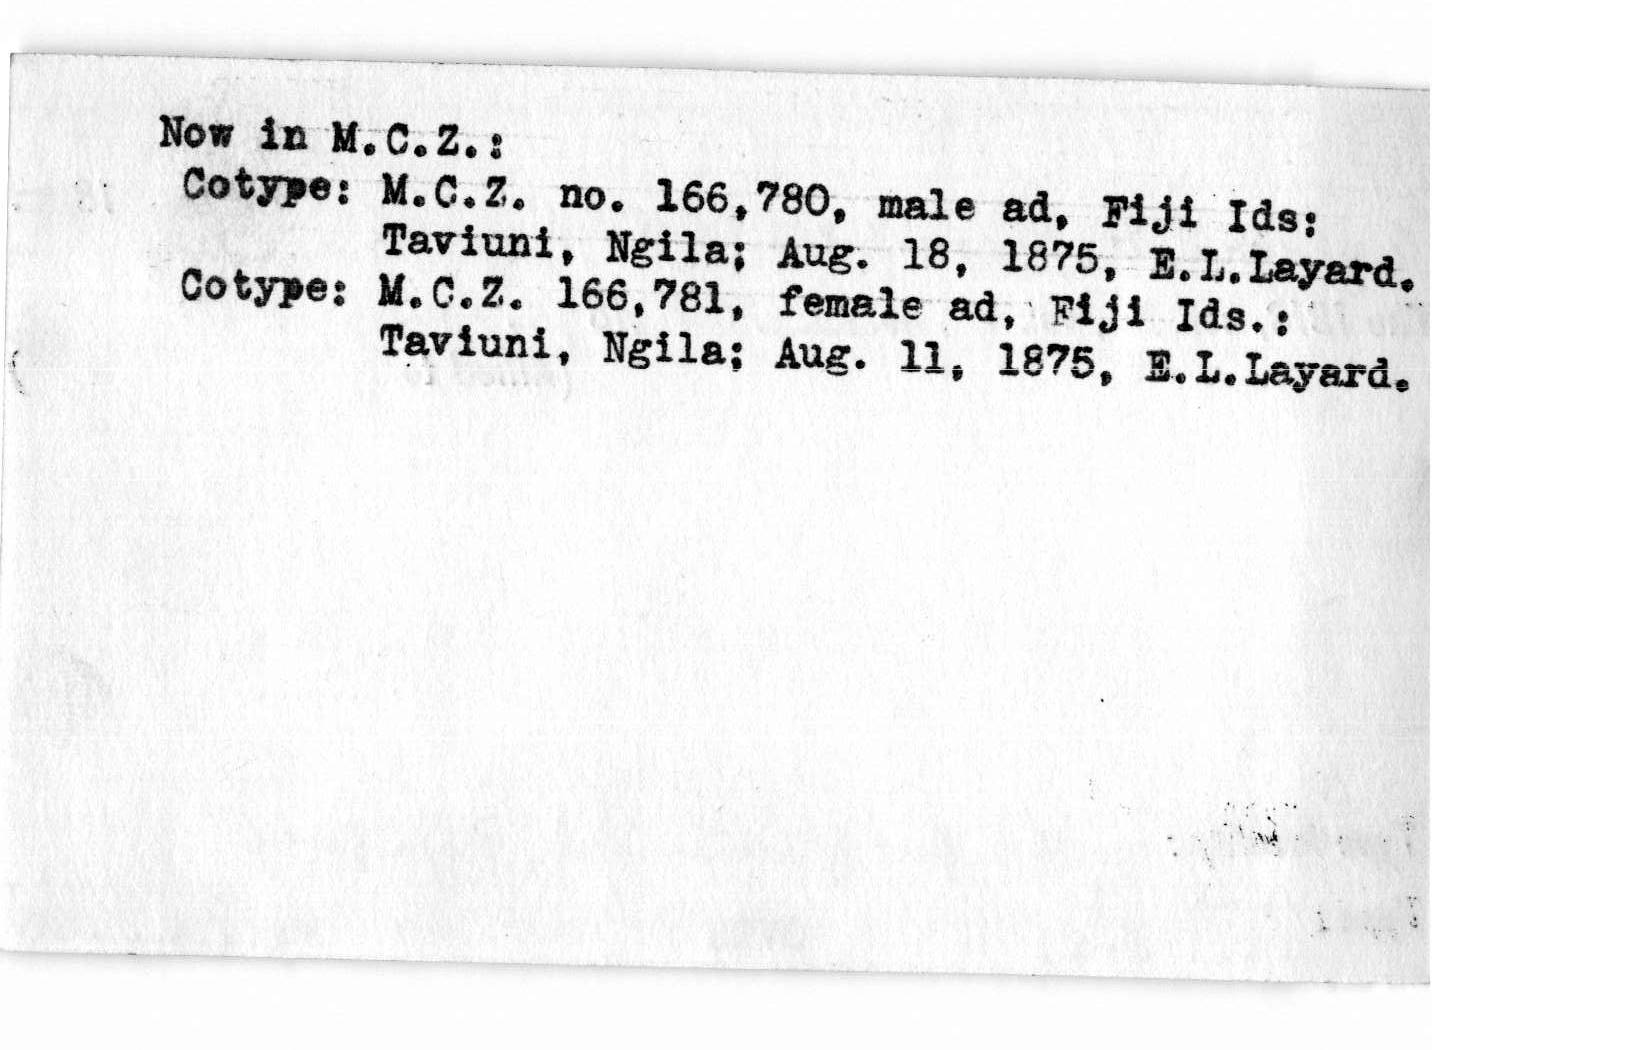 Now in M.C.Z.:
Cotype: M.C.Z. no. 166,780, male ad, Fiji Ids:
Taviuni, Ngila; Aug. 18, 1875, E.L.Layard.
Cotype: M.C.Z. 166,781, female ad, Fiji Ids.:
Taviuni, Ngila; Aug. 11, 1875, E.L.Layard.